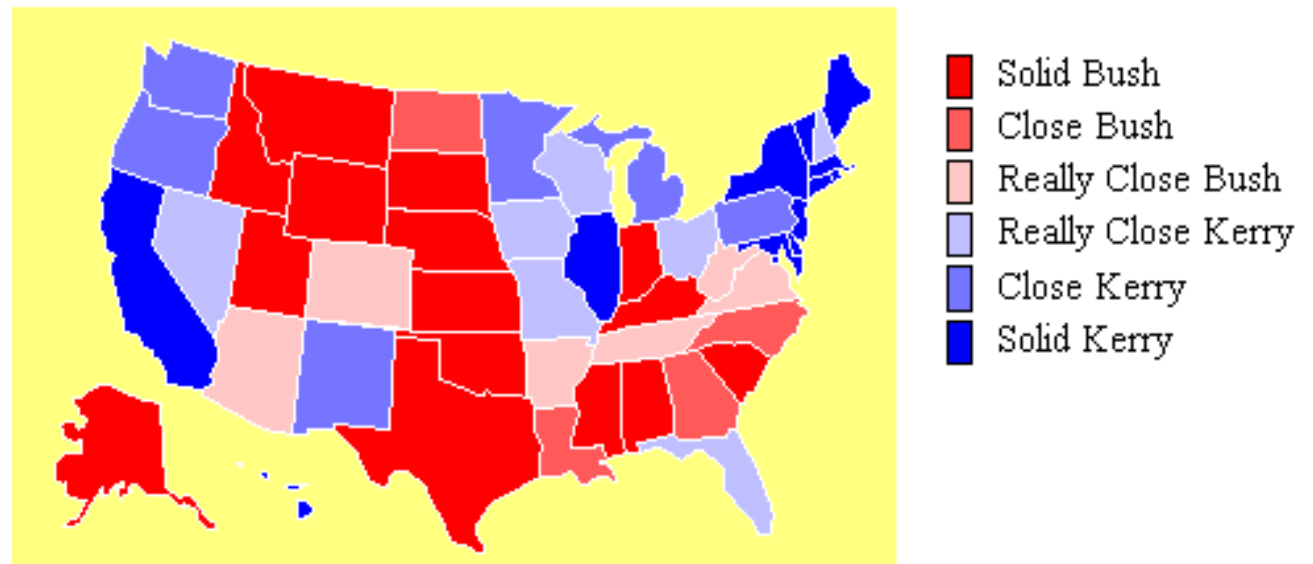 Solid Bush
Close Bush
Really Close Bush
Really Close Kerry
Close Kerry
Solid Kerry